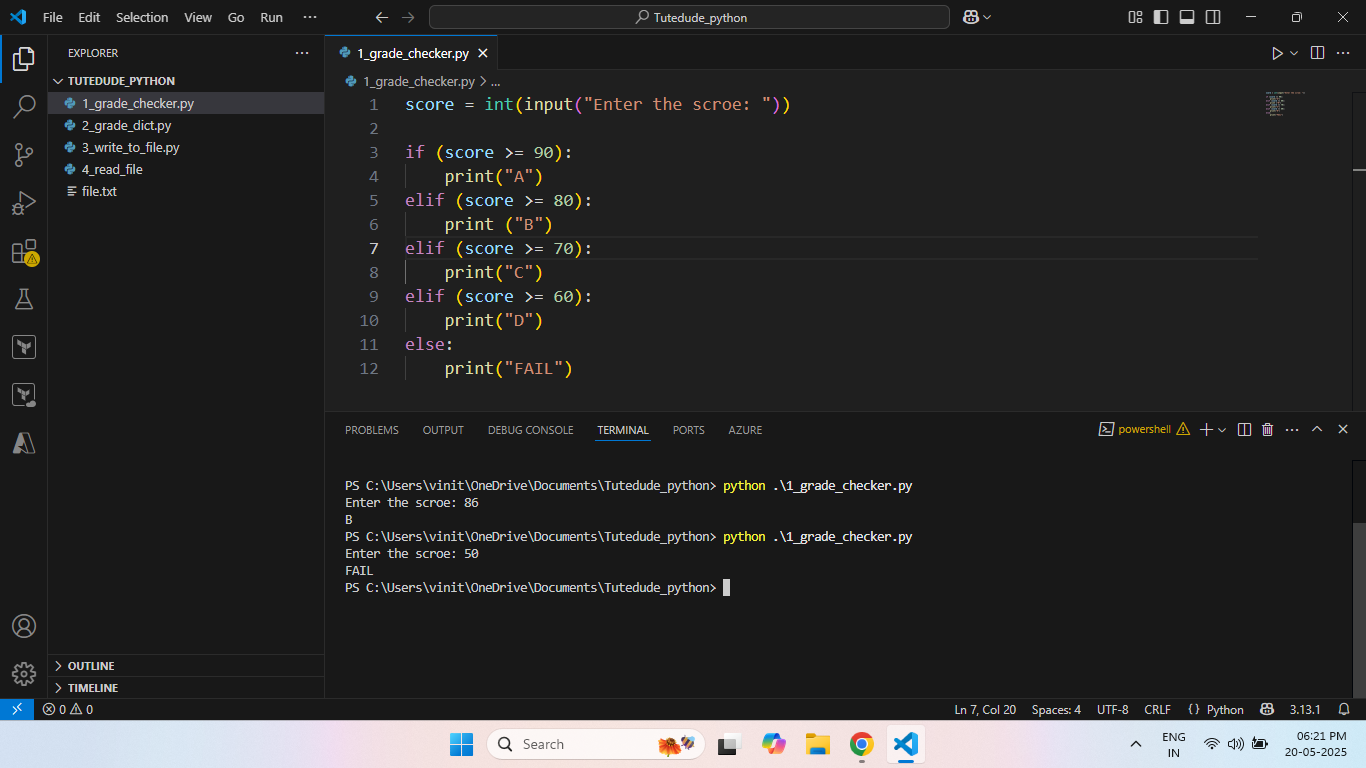 File Edit Selection View Go Run ···
Tutedude_python
EXPLORER ···
TUTEDUDE_PYTHON
1_grade_checker.py
2_grade_dict.py
3_write_to_file.py
4_read_file
file.txt
OUTLINE
TIMELINE
1_grade_checker.py
1_grade_checker.py > ...
1 score = int(input("Enter the scroe: "))
2
3 if (score >= 90):
4     print("A")
5 elif (score >= 80):
6     print ("B")
7 elif (score >= 70):
8     print("C")
9 elif (score >= 60):
10     print("D")
11 else:
12     print("FAIL")
PROBLEMS OUTPUT DEBUG CONSOLE TERMINAL PORTS AZURE
powershell
PS C:\Users\vinit\OneDrive\Documents\Tutedude_python> python .\1_grade_checker.py
Enter the scroe: 86
B
PS C:\Users\vinit\OneDrive\Documents\Tutedude_python> python .\1_grade_checker.py
Enter the scroe: 50
FAIL
PS C:\Users\vinit\OneDrive\Documents\Tutedude_python>
0 0 Ln 7, Col 20 Spaces: 4 UTF-8 CRLF {} Python 3.13.1
Search
ENG
IN
06:21 PM
20-05-2025